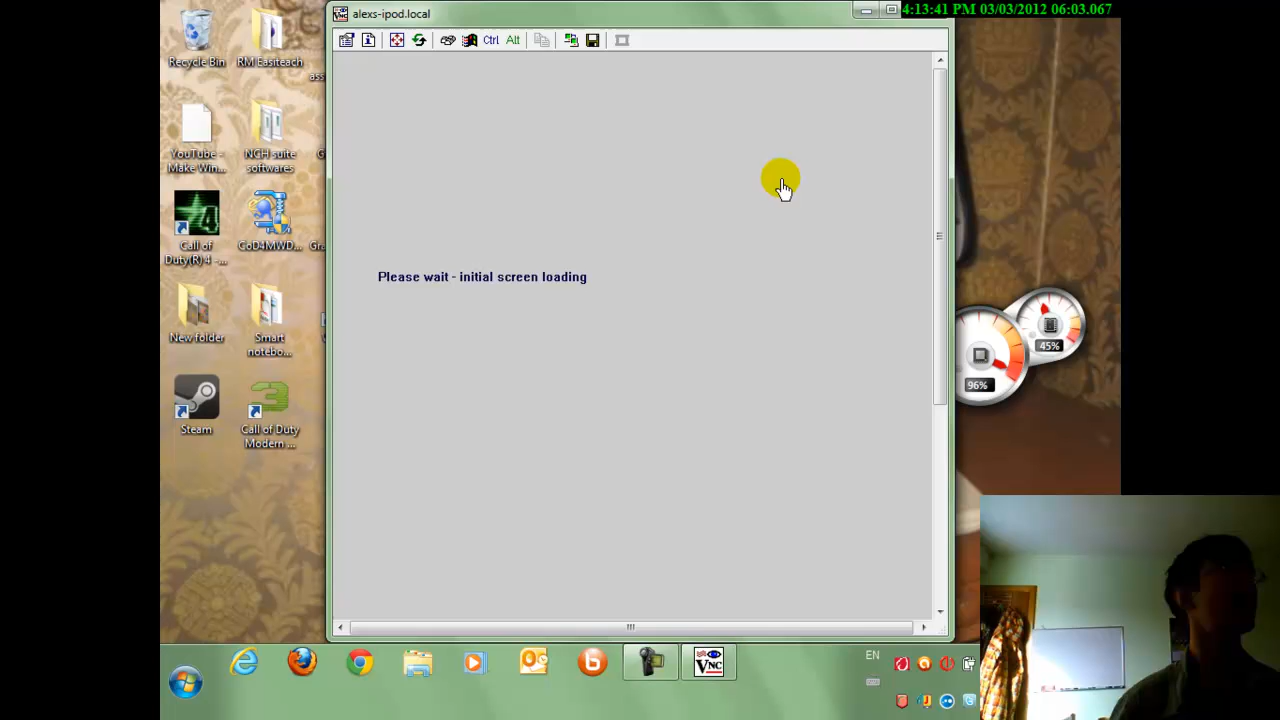 alexs-ipod.local
4:13:41 PM 03/03/2012 06:03.067
Ctrl Alt
Recycle Bin
RM Easiteach
YouTube -
Make Win...
NCH suite
softwares
Call of
Duty(R) 4 -...
CoD4MWD...
New folder
Smart
notebo...
Steam
Call of Duty
Modern ...
Please wait - initial screen loading
45%
96%
VNC
EN